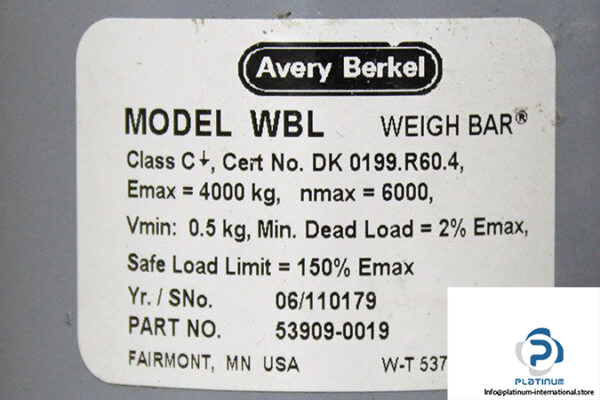 Avery Berkel
MODEL WBL WEIGH BAR®
Class C↓, Cert No. DK 0199.R60.4,
Emax = 4000 kg, nmax = 6000,
Vmin: 0.5 kg, Min. Dead Load = 2% Emax,
Safe Load Limit = 150% Emax
Yr. / SNo. 06/110179
PART NO. 53909-0019
FAIRMONT, MN USA W-T 537
PLATINUM
Info@platinum-international.store